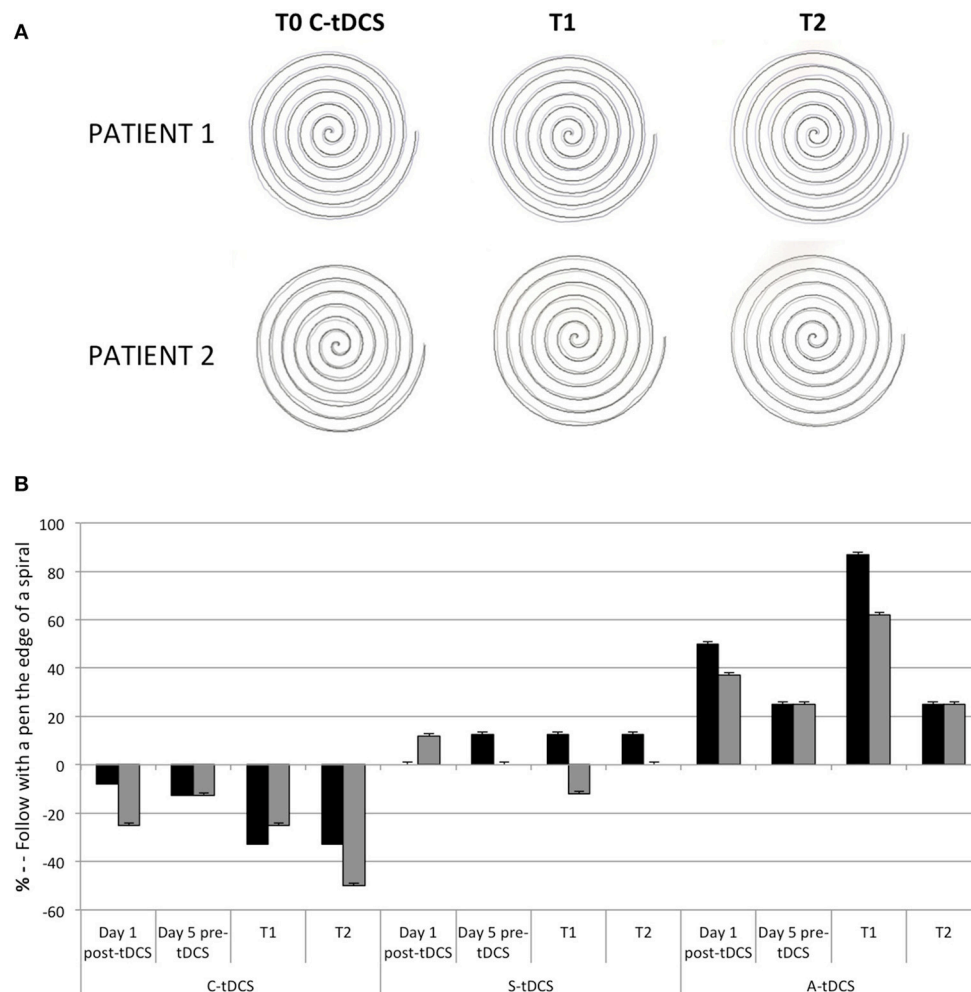 A
T0 C-tDCS T1 T2
PATIENT 1
PATIENT 2
B
% - - Follow with a pen the edge of a spiral
100
80
60
40
20
0
-20
-40
-60
Day 1 post-tDCS
Day 5 pre-tDCS
T1
T2
Day 1 post-tDCS
Day 5 pre-tDCS
T1
T2
Day 1 post-tDCS
Day 5 pre-tDCS
T1
T2
C-tDCS S-tDCS A-tDCS